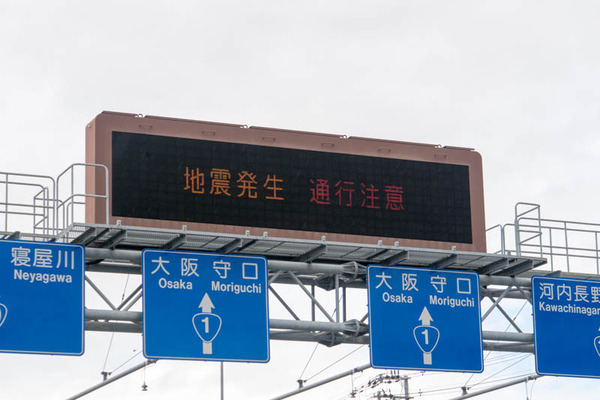 地震発生 通行注意
寝屋川
Neyagawa
大阪 守口
Osaka Moriguchi
1
大阪 守口
Osaka Moriguchi
1
河内長野
Kawachinagan